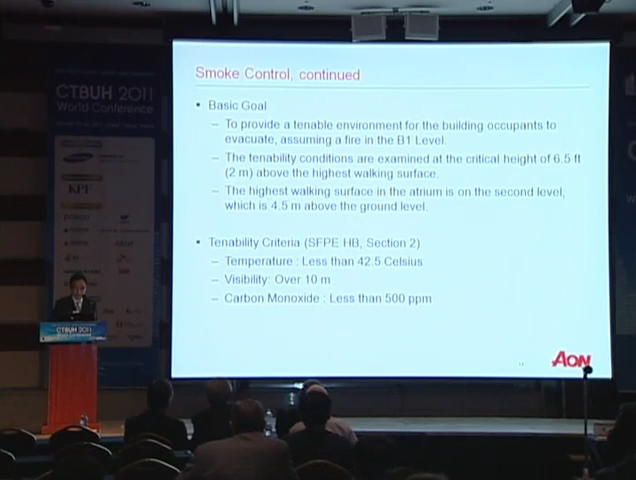 CTBUH 2011
World Conference
KPF
CTBUH 2011
World Conference
Smoke Control, continued
• Basic Goal
– To provide a tenable environment for the building occupants to
evacuate, assuming a fire in the B1 Level.
– The tenability conditions are examined at the critical height of 6.5 ft
(2 m) above the highest walking surface.
– The highest walking surface in the atrium is on the second level,
which is 4.5 m above the ground level.
• Tenability Criteria (SFPE HB, Section 2)
– Temperature : Less than 42.5 Celsius
– Visibility: Over 10 m
– Carbon Monoxide : Less than 500 ppm
AON